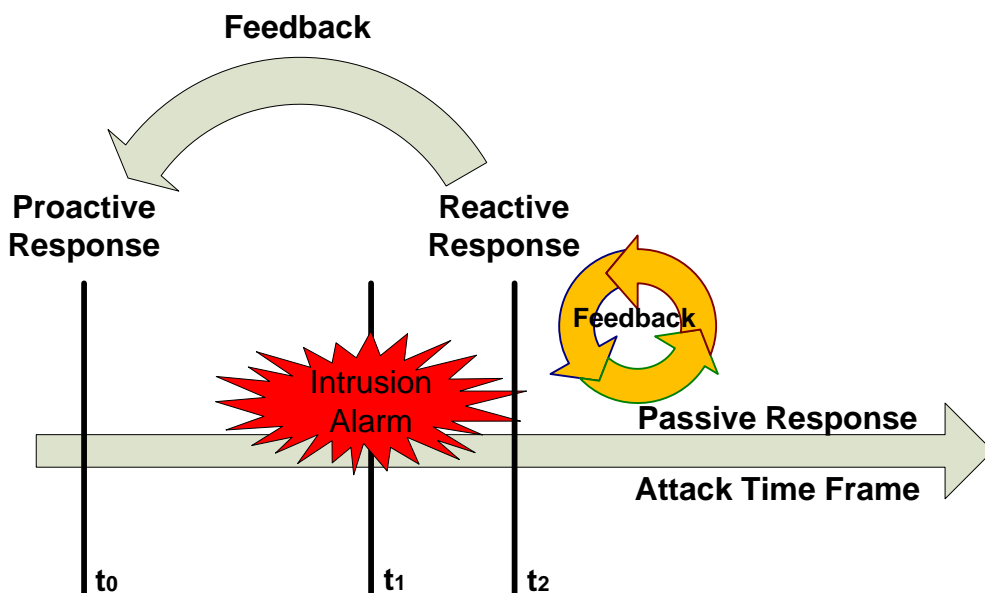 Feedback
Proactive
Response
Reactive
Response
Feedback
Intrusion
Alarm
Passive Response
Attack Time Frame
t0
t1
t2